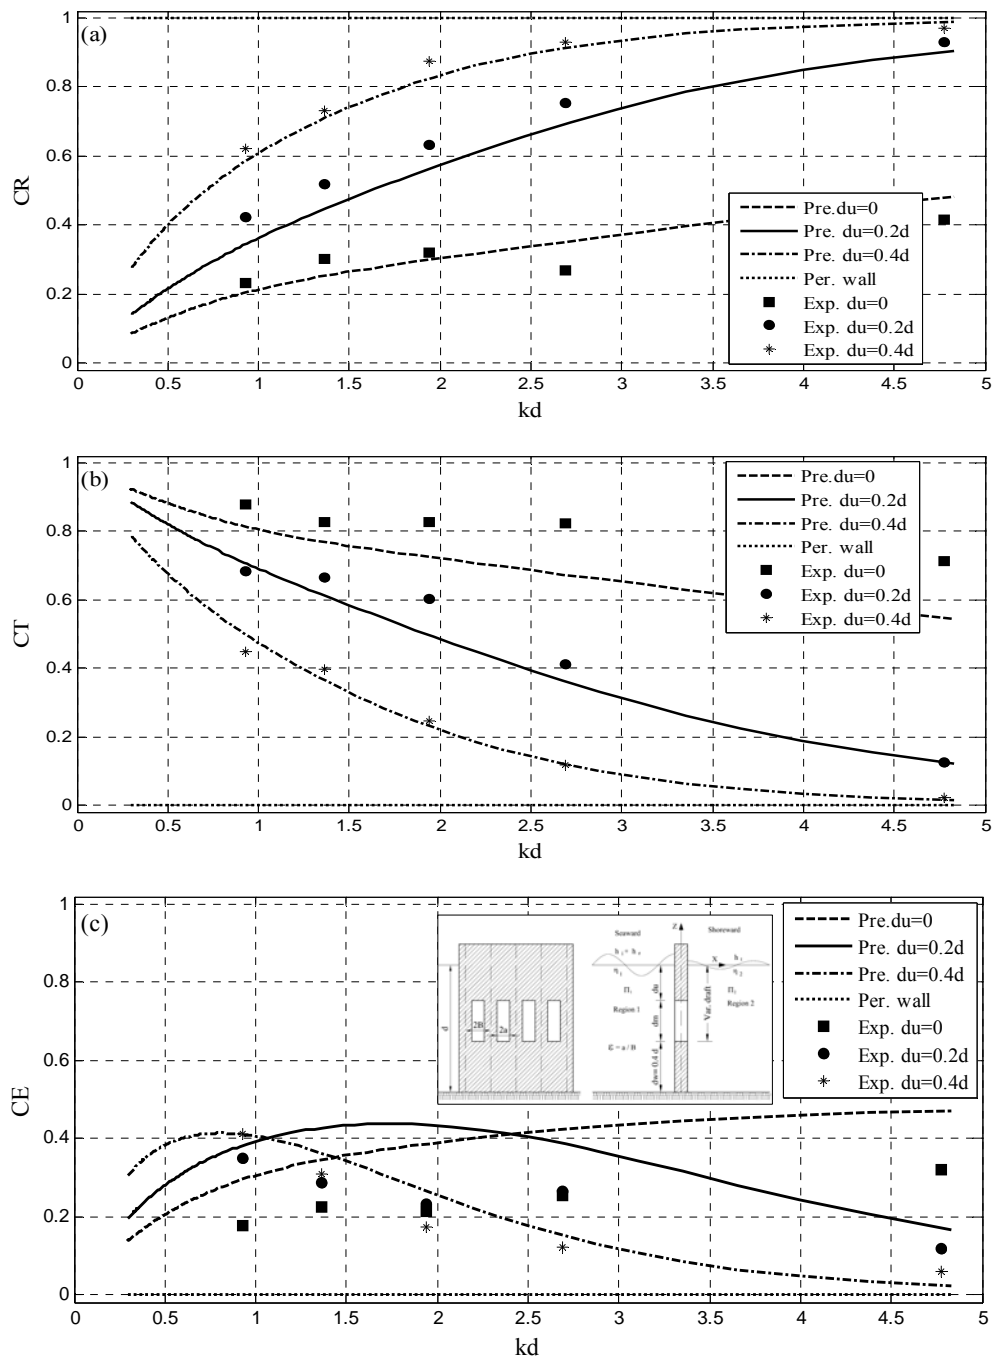 (a)
1
0.8
0.6
0.4
0.2
0
CR
0 0.5 1 1.5 2 2.5 3 3.5 4 4.5 5
kd
Pre.du=0
Pre. du=0.2d
Pre. du=0.4d
Per. wall
Exp. du=0
Exp. du=0.2d
Exp. du=0.4d
(b)
1
0.8
0.6
0.4
0.2
0
CT
0 0.5 1 1.5 2 2.5 3 3.5 4 4.5 5
kd
Pre.du=0
Pre. du=0.2d
Pre. du=0.4d
Per. wall
Exp. du=0
Exp. du=0.2d
Exp. du=0.4d
(c)
1
0.8
0.6
0.4
0.2
0
CE
0 0.5 1 1.5 2 2.5 3 3.5 4 4.5 5
kd
Seaward
Z
Shoreward
X
Region 1
Region 2
du
dm
dw= 0.4 d
Var. draft
d
2B
2a
Ɛ = a / B
Pre.du=0
Pre. du=0.2d
Pre. du=0.4d
Per. wall
Exp. du=0
Exp. du=0.2d
Exp. du=0.4d